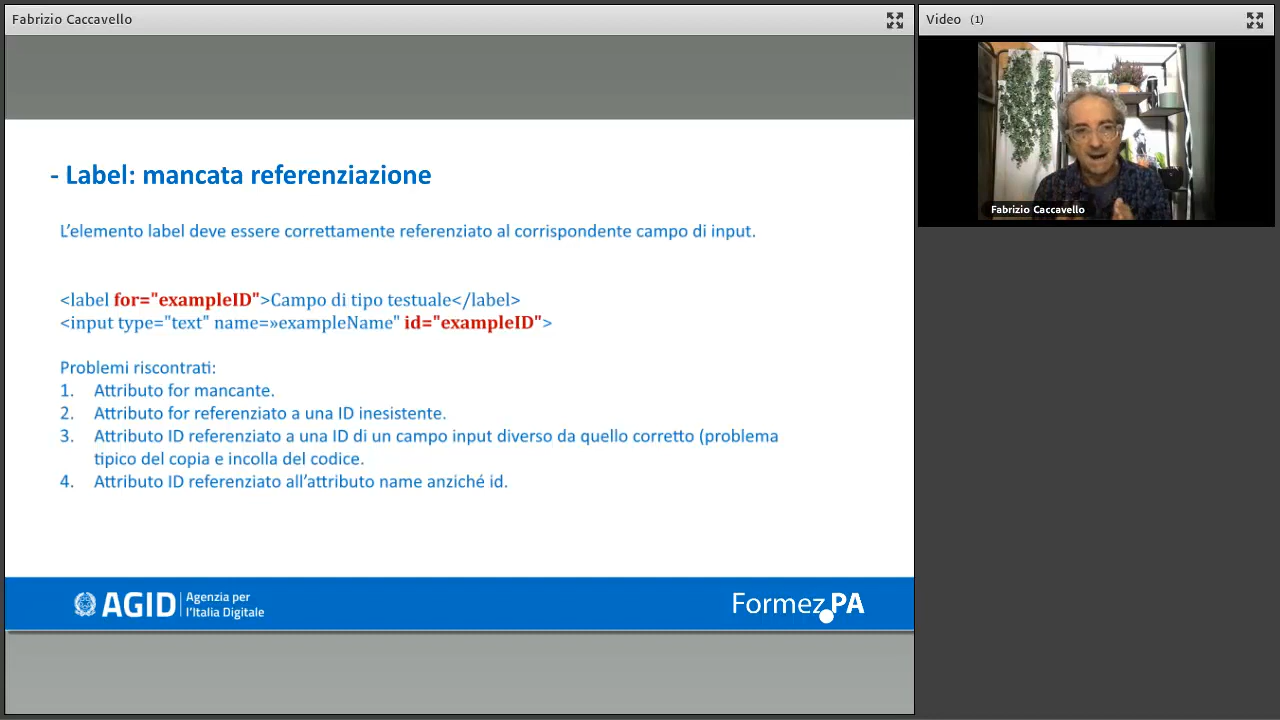 Fabrizio Caccavello
Video (1)
Fabrizio Caccavello
- Label: mancata referenziazione
L'elemento label deve essere correttamente referenziato al corrispondente campo di input.
<label for="exampleID">Campo di tipo testuale</label>
<input type="text" name=»exampleName" id="exampleID">
Problemi riscontrati:
1. Attributo for mancante.
2. Attributo for referenziato a una ID inesistente.
3. Attributo ID referenziato a una ID di un campo input diverso da quello corretto (problema
tipico del copia e incolla del codice.
4. Attributo ID referenziato all'attributo name anziché id.
AGID
Agenzia per
l'Italia Digitale
Formez.PA